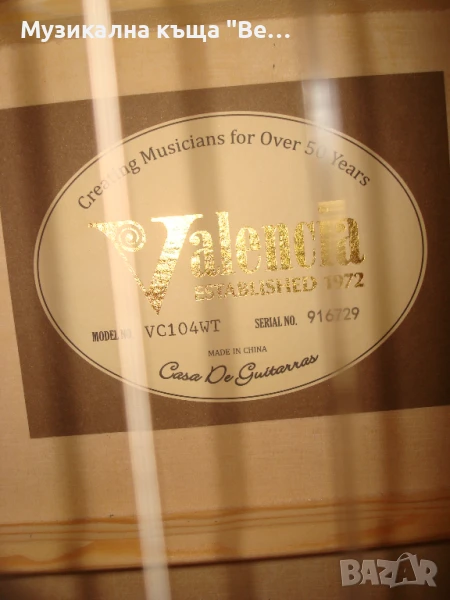 Музикална къща "Ве...
Creating Musicians for Over 50 Years
Valencia
ESTABLISHED 1972
MODEL NO. VC104WT SERIAL NO. 916729
MADE IN CHINA
Casa De Guitarras
BAZAR